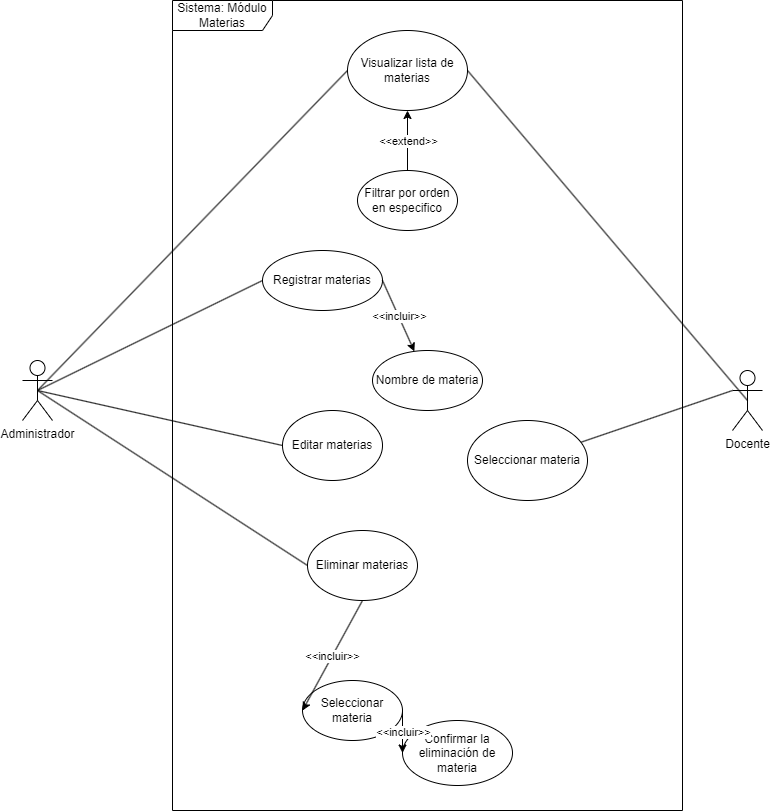 Sistema: Módulo
Materias
Visualizar lista de
materias
<<extend>>
Filtrar por orden
en especifico
Registrar materias
<<incluir>>
Nombre de materia
Administrador
Editar materias
Seleccionar materia
Docente
Eliminar materias
<<incluir>>
Seleccionar
materia
<<incluir>>
Confirmar la
eliminación de
materia